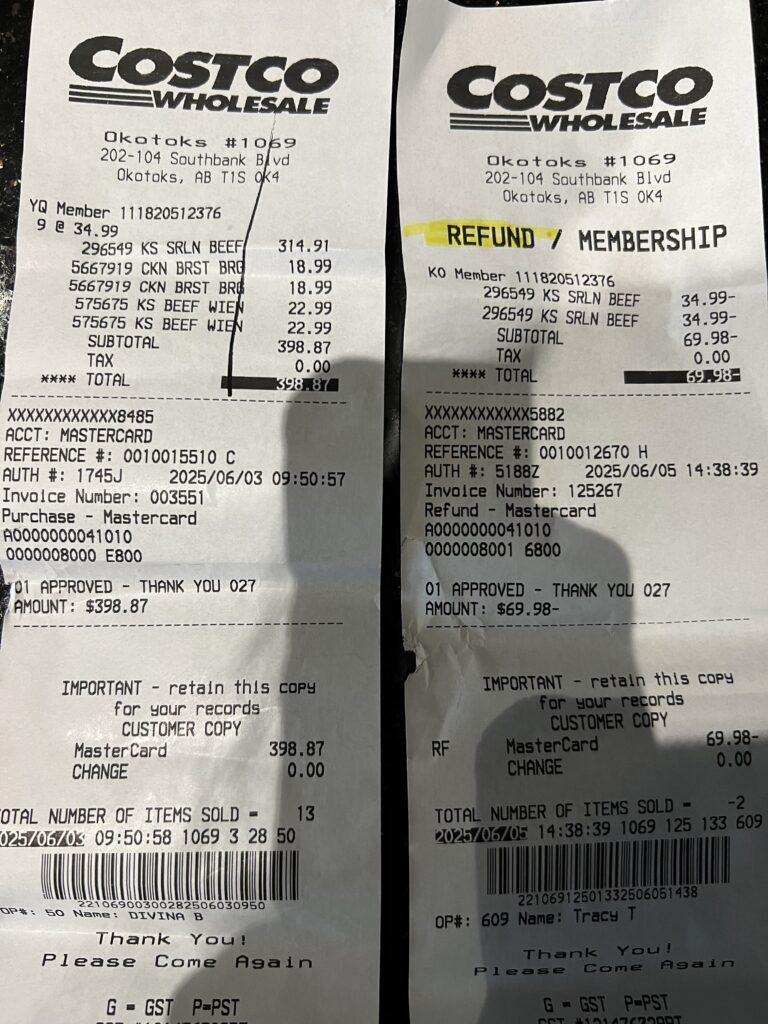 COSTCO
WHOLESALE
Okotoks #1069
202-104 Southbank Blvd
Okotoks, AB T1S 0K4
YQ Member 111820512376
9 @ 34.99
296549 KS SRLN BEEF 314.91
5667919 CKN BRST BRG 18.99
5667919 CKN BRST BRG 18.99
575675 KS BEEF WIEN 22.99
575675 KS BEEF WIEN 22.99
SUBTOTAL 398.87
TAX 0.00
**** TOTAL 398.87
XXXXXXXXXXXX8485
ACCT: MASTERCARD
REFERENCE #: 0010015510 C
AUTH #: 1745J 2025/06/03 09:50:57
Invoice Number: 003551
Purchase - Mastercard
A0000000041010
0000008000 E800
01 APPROVED - THANK YOU 027
AMOUNT: $398.87
IMPORTANT - retain this copy
for your records
CUSTOMER COPY
MasterCard 398.87
CHANGE 0.00
TOTAL NUMBER OF ITEMS SOLD = 13
2025/06/03 09:50:58 1069 3 28 50
22106900300282506030950
OP#: 50 Name: DIVINA B
Thank You!
Please Come Again
G = GST P=PST
COSTCO
WHOLESALE
Okotoks #1069
202-104 Southbank Blvd
Okotoks, AB T1S 0K4
REFUND / MEMBERSHIP
KO Member 111820512376
296549 KS SRLN BEEF 34.99-
296549 KS SRLN BEEF 34.99-
SUBTOTAL 69.98-
TAX 0.00
**** TOTAL 69.98-
XXXXXXXXXXXX5882
ACCT: MASTERCARD
REFERENCE #: 0010012670 H
AUTH #: 5188Z 2025/06/05 14:38:39
Invoice Number: 125267
Refund - Mastercard
A0000000041010
0000008001 6800
01 APPROVED - THANK YOU 027
AMOUNT: $69.98-
IMPORTANT - retain this copy
for your records
CUSTOMER COPY
RF MasterCard 69.98-
CHANGE 0.00
TOTAL NUMBER OF ITEMS SOLD = -2
2025/06/05 14:38:39 1069 125 133 609
22106912501332506051438
OP#: 609 Name: Tracy T
Thank You!
Please Come Again
G = GST P=PST